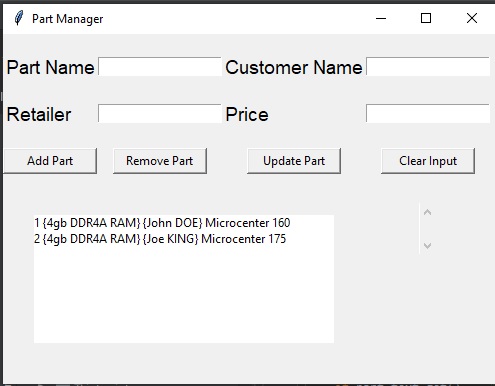 Part Manager
Part Name Customer Name
Retailer Price
Add Part Remove Part Update Part Clear Input
1 {4gb DDR4A RAM} {John DOE} Microcenter 160
2 {4gb DDR4A RAM} {Joe KING} Microcenter 175